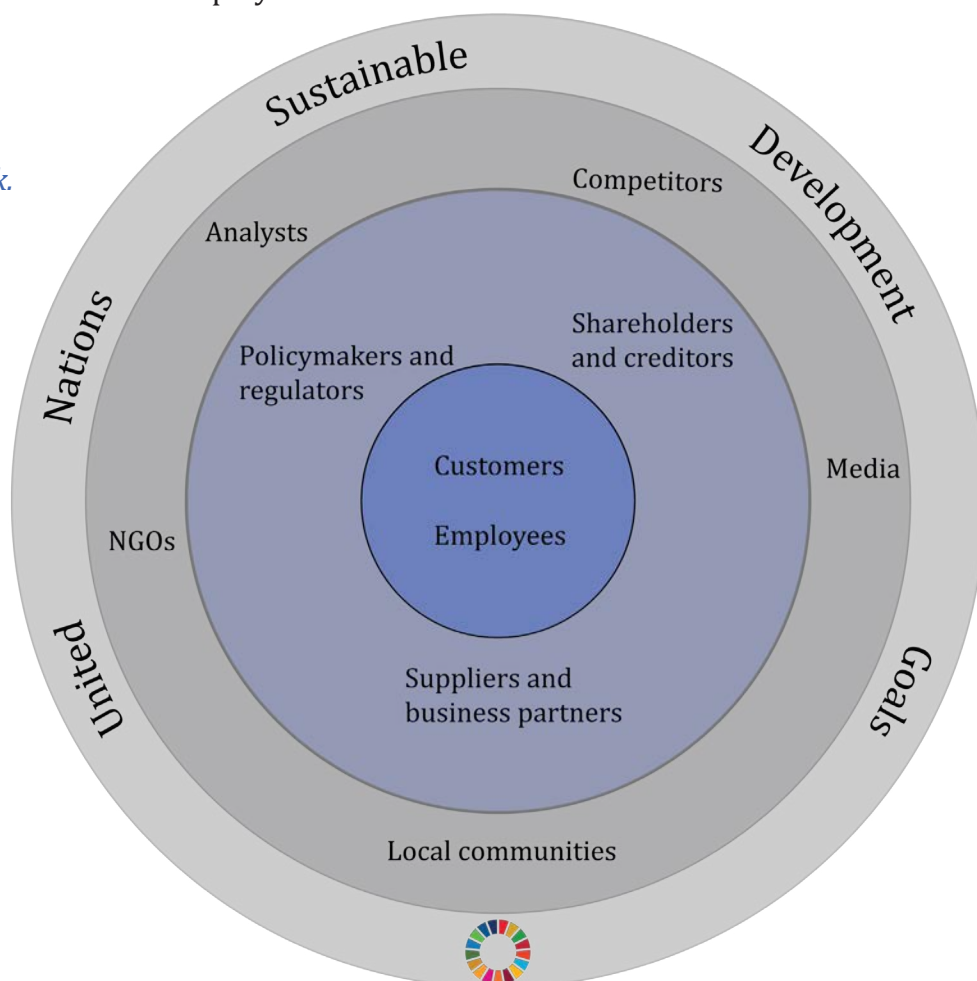 United Nations Sustainable Development Goals
Competitors
Analysts
Shareholders
and creditors
Policymakers and
regulators
Customers
Media
Employees
NGOs
Suppliers and
business partners
Local communities